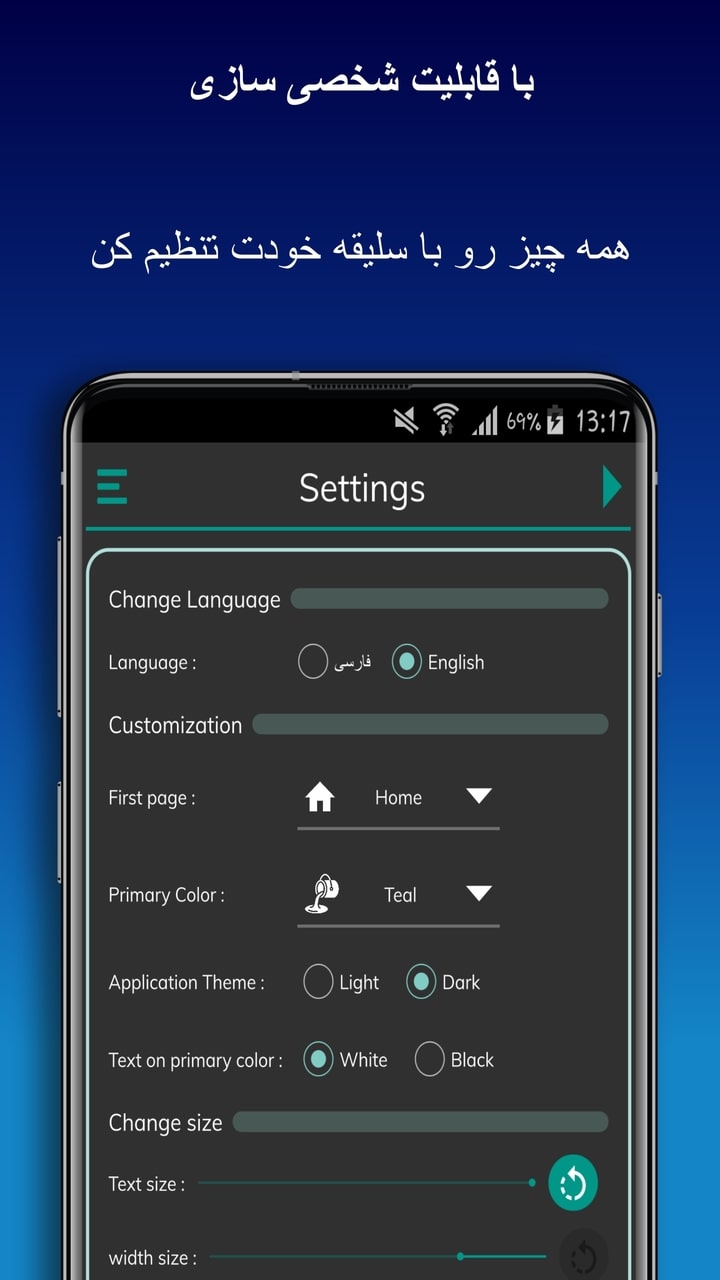 با قابلیت شخصی سازی
همه چیز رو با سلیقه خودت تنظیم کن
69% 13:17
Settings
Change Language
Language : فارسی English
Customization
First page : Home
Primary Color : Teal
Application Theme : Light Dark
Text on primary color : White Black
Change size
Text size :
width size :